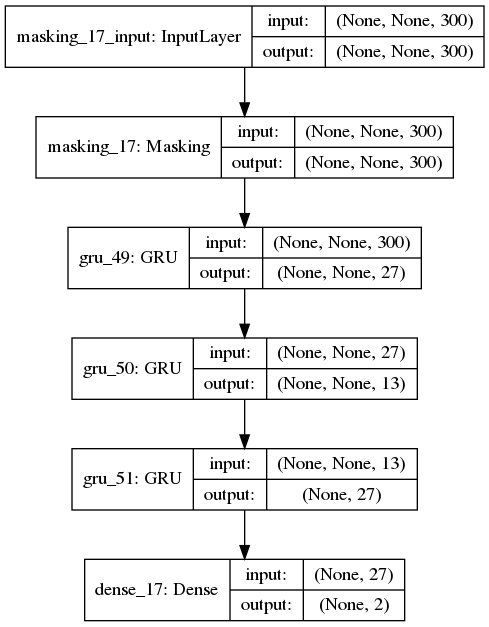 masking_17_input: InputLayer
input: (None, None, 300)
output: (None, None, 300)
masking_17: Masking
input: (None, None, 300)
output: (None, None, 300)
gru_49: GRU
input: (None, None, 300)
output: (None, None, 27)
gru_50: GRU
input: (None, None, 27)
output: (None, None, 13)
gru_51: GRU
input: (None, None, 13)
output: (None, 27)
dense_17: Dense
input: (None, 27)
output: (None, 2)